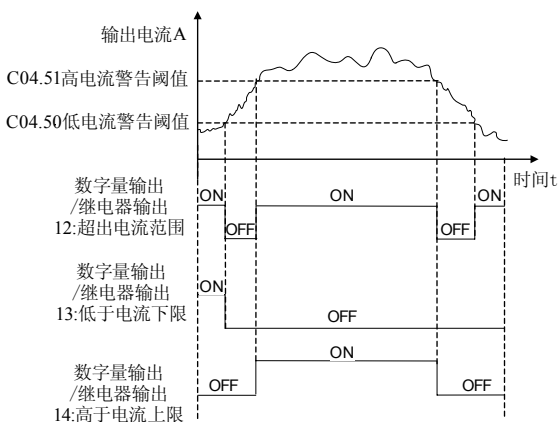 输出电流A
C04.51高电流警告阈值
C04.50低电流警告阈值
时间t
数字量输出
/继电器输出
12:超出电流范围
ON
OFF
ON
OFF
ON
数字量输出
/继电器输出
13:低于电流下限
ON
OFF
数字量输出
/继电器输出
14:高于电流上限
OFF
ON
OFF